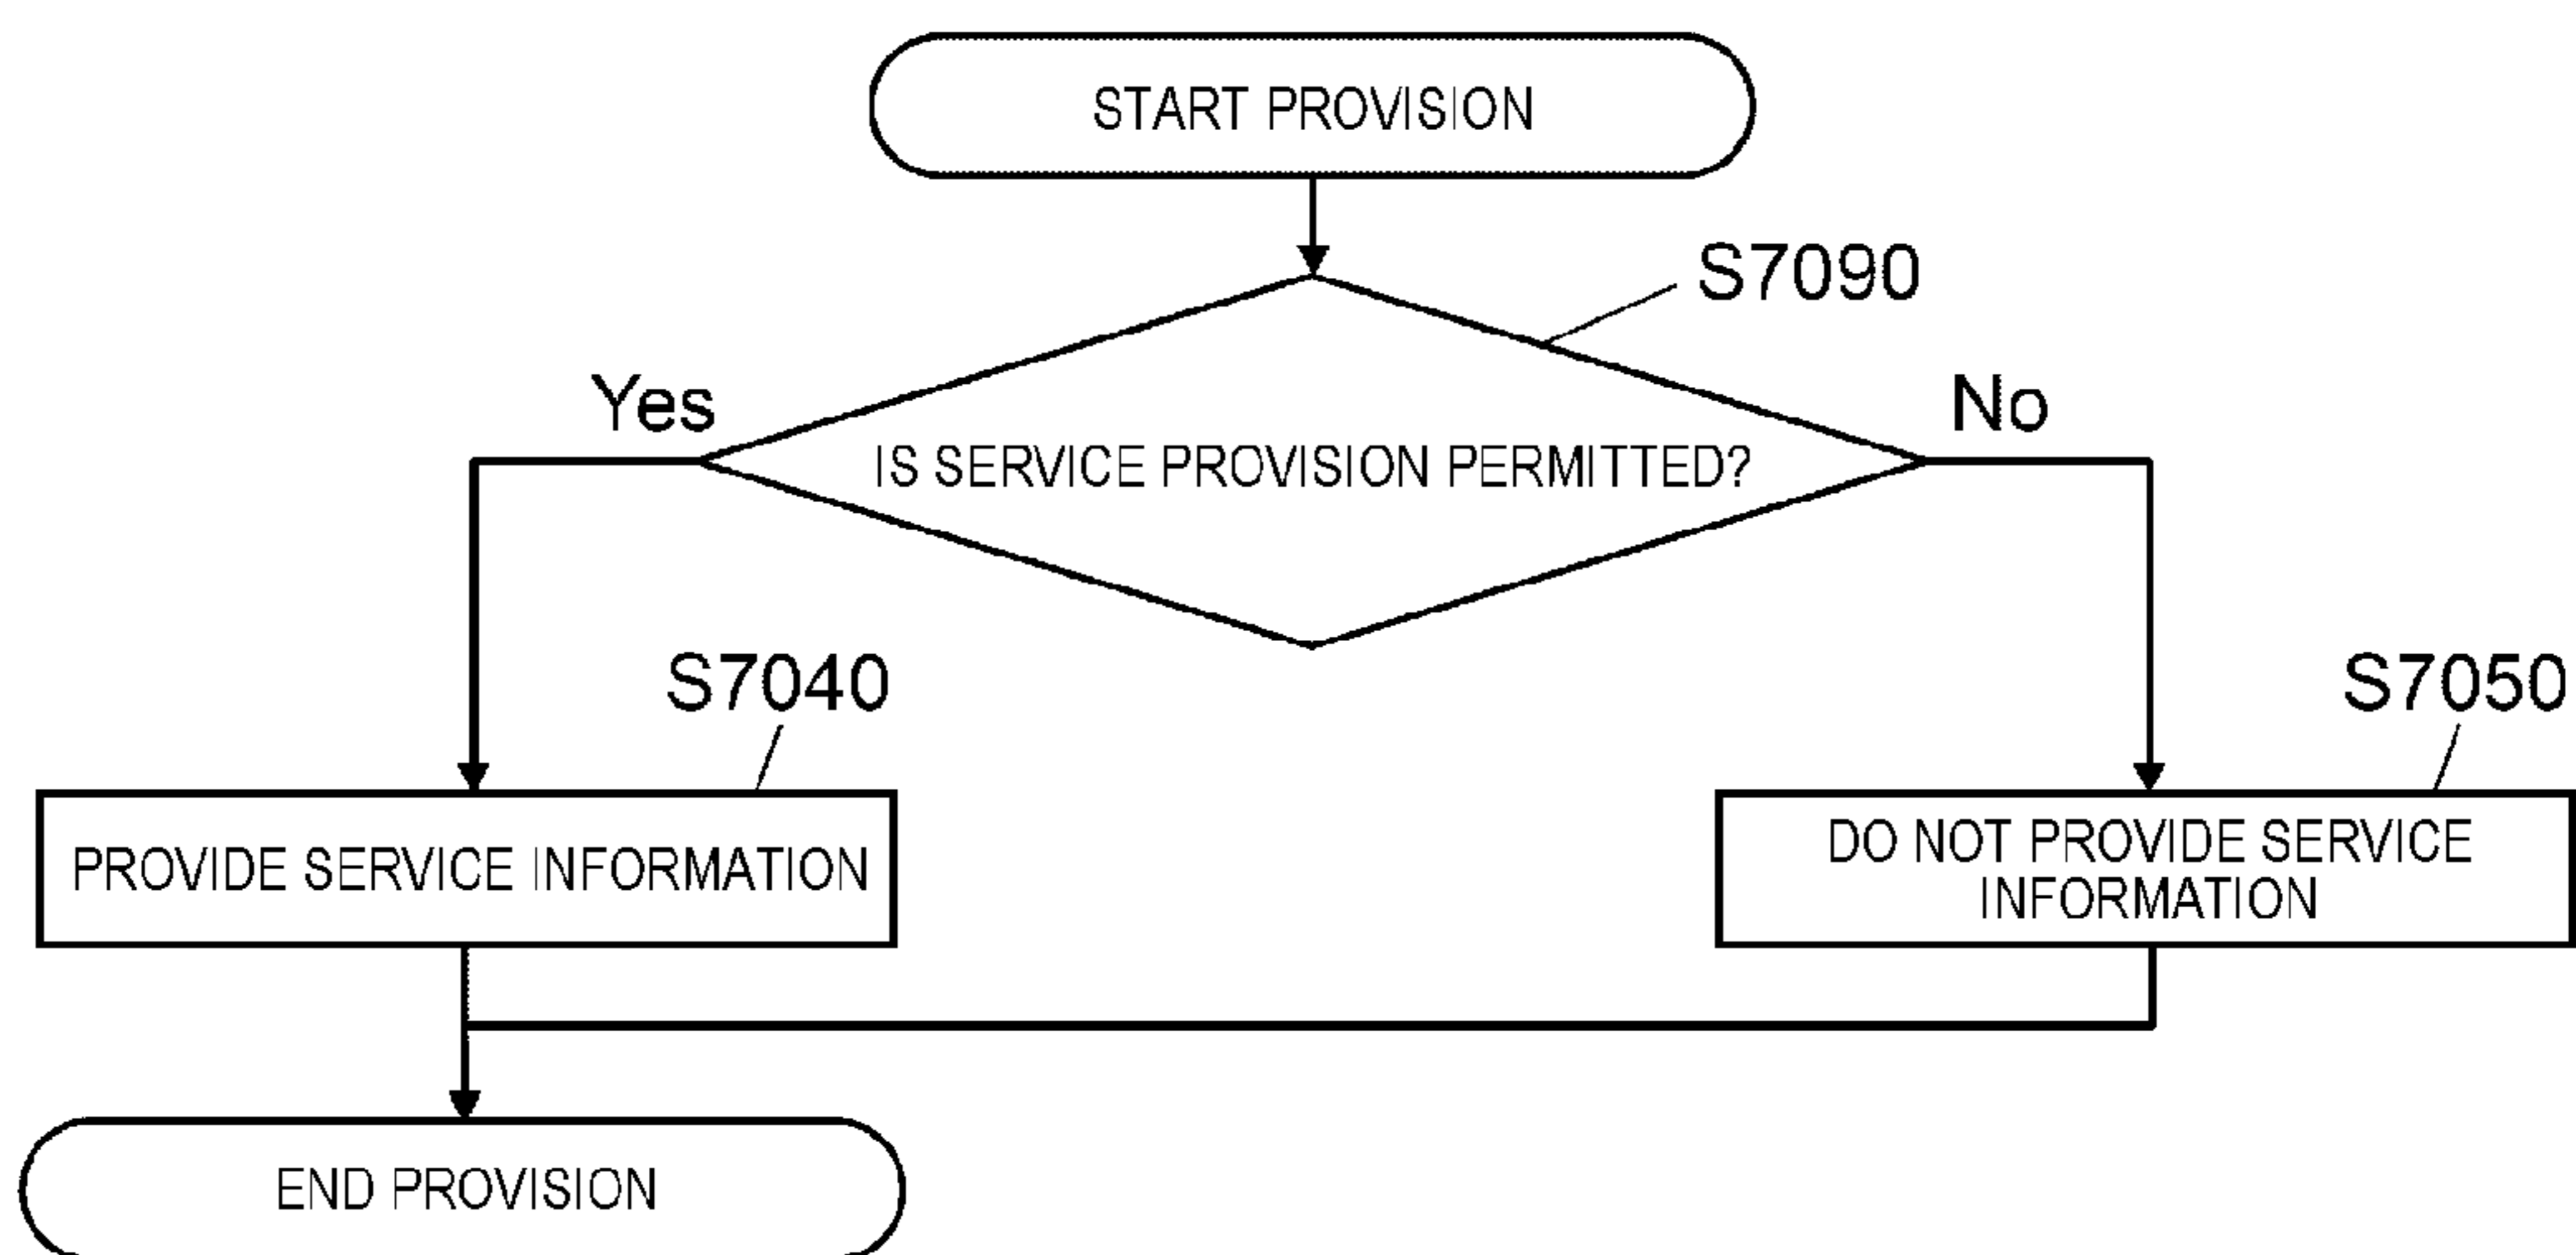 START PROVISION
S7090
Yes
No
IS SERVICE PROVISION PERMITTED?
S7040
S7050
PROVIDE SERVICE INFORMATION
DO NOT PROVIDE SERVICE
INFORMATION
END PROVISION